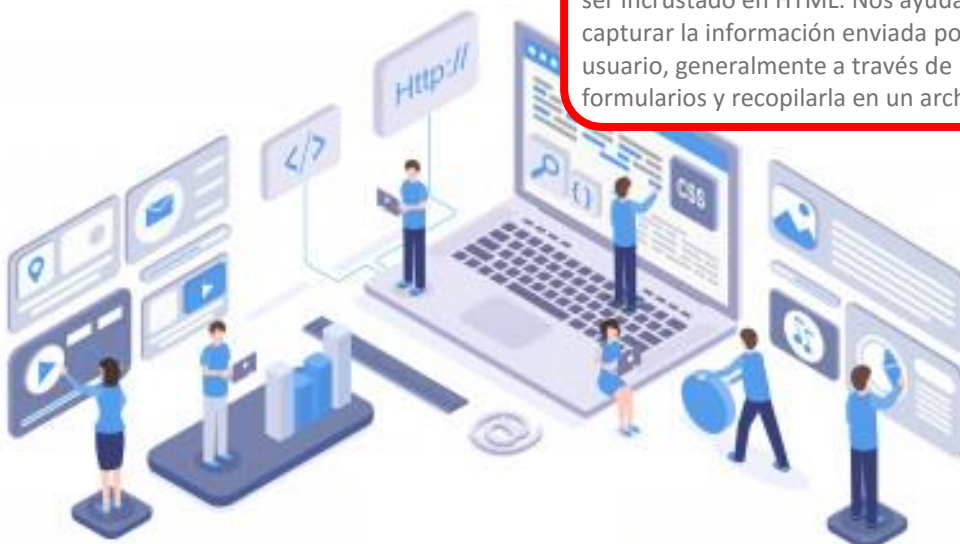 ser incrustado en HTML. Nos ayuda
capturar la información enviada po
usuario, generalmente a través de
formularios y recopilarla en un arch
Http://
</>
{}
CSS
@